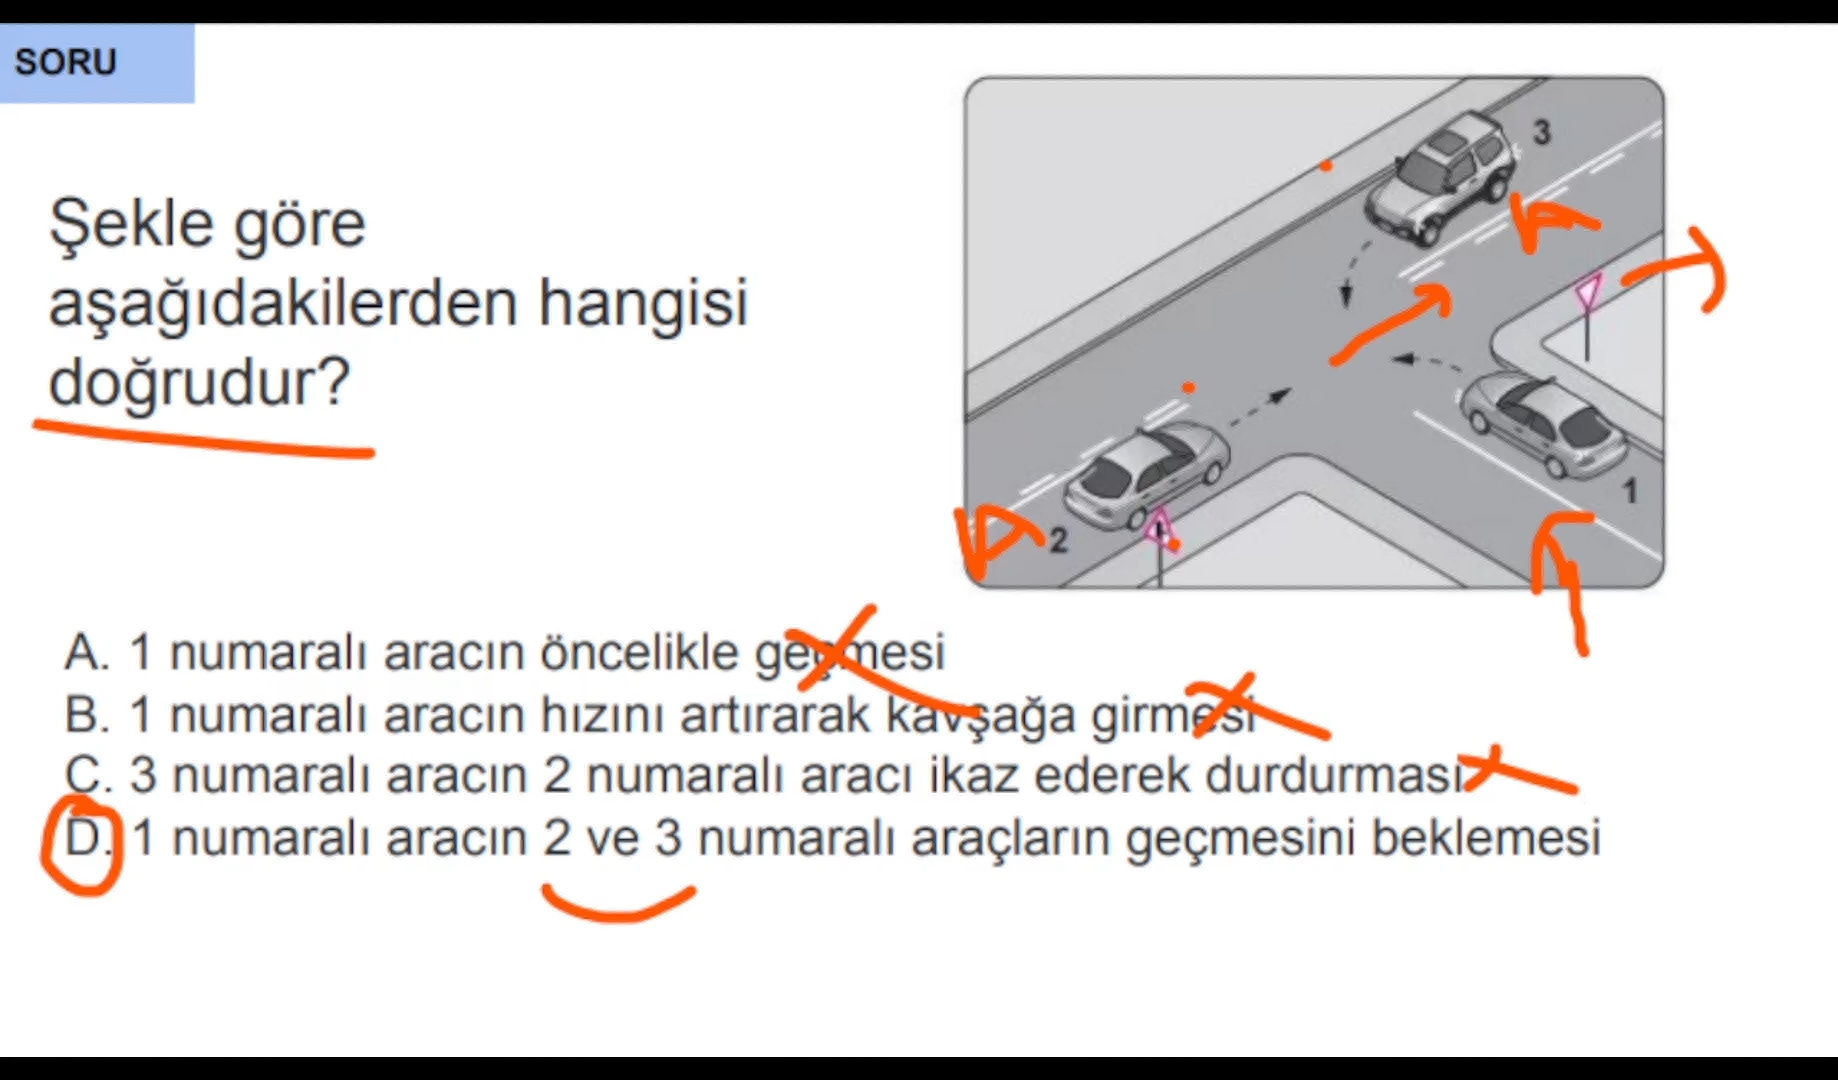 SORU
Şekle göre
aşağıdakilerden hangisi
doğrudur?
3
2
1
A. 1 numaralı aracın öncelikle geçmesi
B. 1 numaralı aracın hızını artırarak kavşağa girmesi
C. 3 numaralı aracın 2 numaralı aracı ikaz ederek durdurması
D. 1 numaralı aracın 2 ve 3 numaralı araçların geçmesini beklemesi